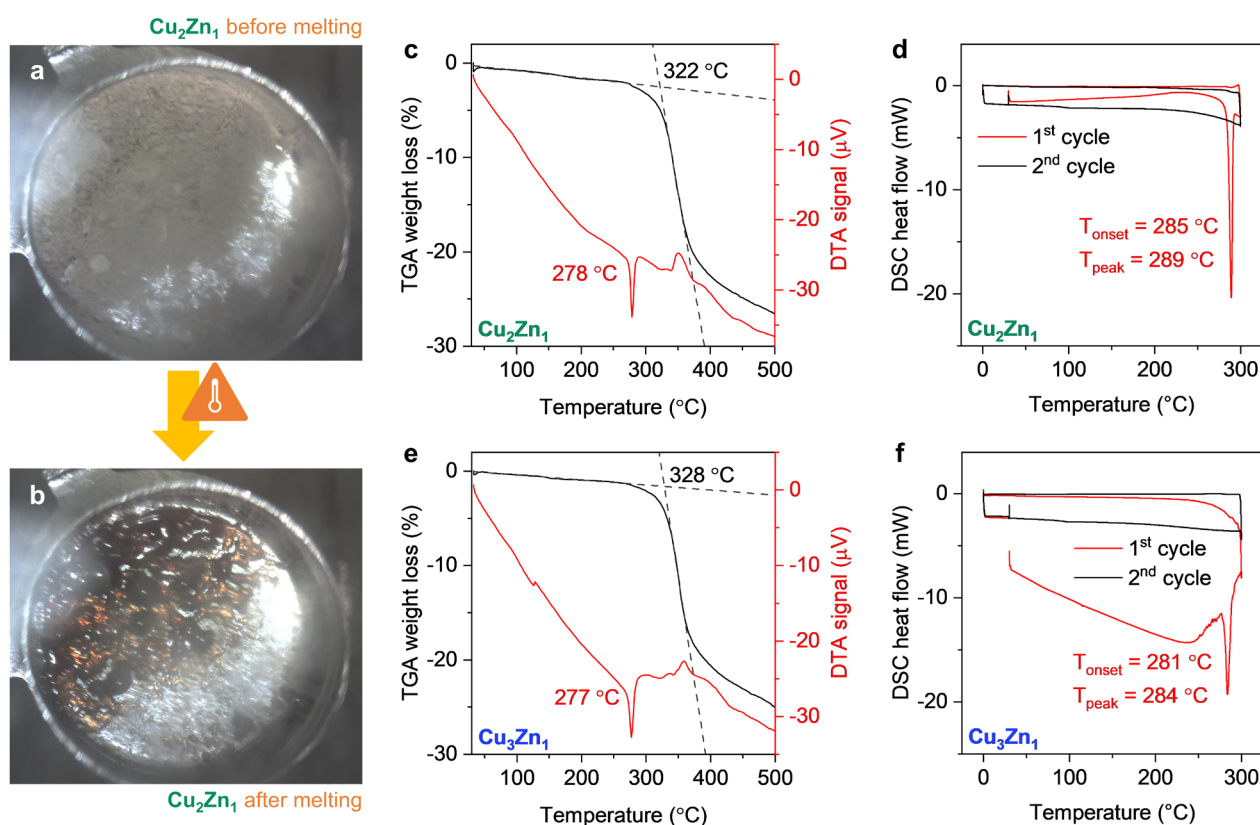 Cu₂Zn₁ before melting
a
b
Cu₂Zn₁ after melting
c
TGA weight loss (%)
0
-10
-20
-30
322 °C
278 °C
Cu₂Zn₁
0
-10
-20
-30
DTA signal (μV)
100 200 300 400 500
Temperature (°C)
d
DSC heat flow (mW)
0
-10
-20
1ˢᵗ cycle
2ⁿᵈ cycle
Tonset = 285 °C
Tpeak = 289 °C
Cu₂Zn₁
0 100 200 300
Temperature (°C)
e
TGA weight loss (%)
0
-10
-20
-30
328 °C
277 °C
Cu₃Zn₁
0
-10
-20
-30
DTA signal (μV)
100 200 300 400 500
Temperature (°C)
f
DSC heat flow (mW)
0
-10
-20
1ˢᵗ cycle
2ⁿᵈ cycle
Tonset = 281 °C
Tpeak = 284 °C
Cu₃Zn₁
0 100 200 300
Temperature (°C)